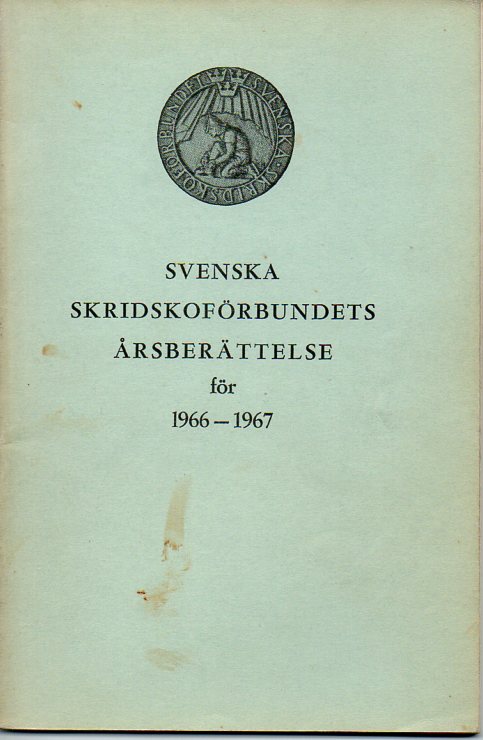 SVENSKA SKRIDSKOFÖRBUNDET
SVENSKA
SKRIDSKOFÖRBUNDETS
ÅRSBERÄTTELSE
för
1966 — 1967